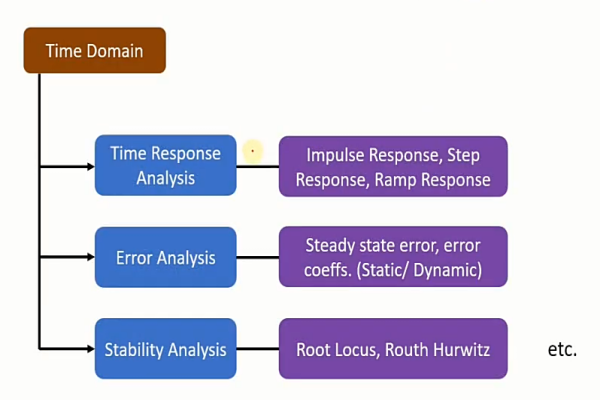 Time Domain
Time Response
Analysis
Impulse Response, Step
Response, Ramp Response
Error Analysis
Steady state error, error
coeffs. (Static/ Dynamic)
Stability Analysis
Root Locus, Routh Hurwitz
etc.